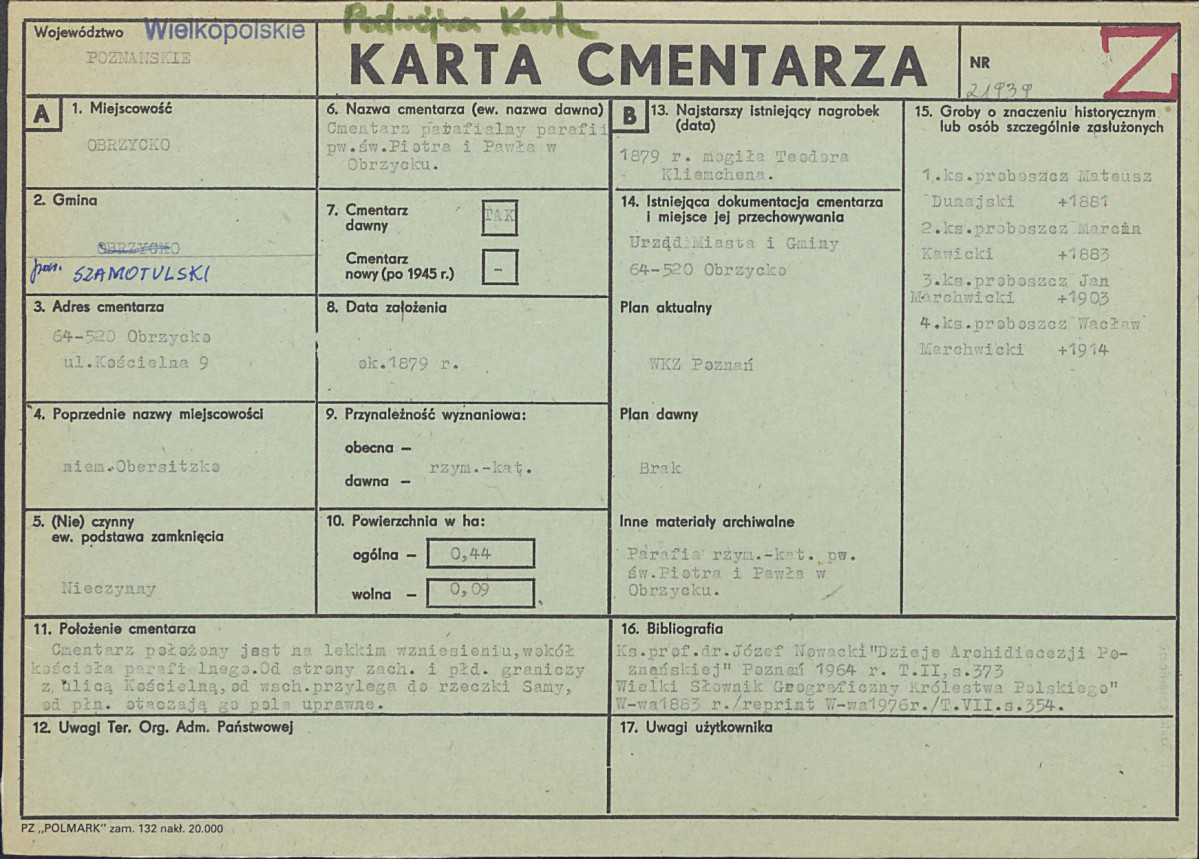 Podwójna Karta
Województwo Wielkopolskie
POZNAŃSKIE
KARTA CMENTARZA
NR
21939
Z
A
1. Miejscowość
OBRZYCKO
2. Gmina
OBRZYCKO
pow. SZAMOTULSKI
3. Adres cmentarza
64-520 Obrzycko
ul.Kościelna 9
4. Poprzednie nazwy miejscowości
niem.Obersitzko
5. (Nie) czynny
ew. podstawa zamknięcia
Nieczynny
6. Nazwa cmentarza (ew. nazwa dawna)
Cmentarz parafialny parafii
pw.św.Piotra i Pawła w
Obrzycku.
7. Cmentarz
dawny
TAK
Cmentarz
nowy (po 1945 r.)
-
8. Data założenia
ok.1879 r.
9. Przynależność wyznaniowa:
obecna –
rzym.-kat.
dawna –
10. Powierzchnia w ha:
ogólna – 0,44
wolna – 0,09
B
13. Najstarszy istniejący nagrobek
(data)
1879 r. mogiła Teodora
Kliemchena.
14. Istniejąca dokumentacja cmentarza
i miejsce jej przechowywania
Urząd Miasta i Gminy
64-520 Obrzycko
Plan aktualny
WKZ Poznań
Plan dawny
Brak
Inne materiały archiwalne
Parafia rzym.-kat. pw.
św.Piotra i Pawła w
Obrzycku.
15. Groby o znaczeniu historycznym
lub osób szczególnie zasłużonych
1.ks.proboszcz Mateusz
Dunajski +1881
2.ks.proboszcz Marcin
Kawicki +1883
3.ks.proboszcz Jan
Marchwicki +1903
4.ks.proboszcz Wacław
Marchwicki +1914
11. Położenie cmentarza
Cmentarz położony jest na lekkim wzniesieniu,wokół
kościoła parafialnego.Od strony zach. i płd. graniczy
z ulicą Kościelną,od wsch.przylega do rzeczki Samy,
od płn. otaczają go pola uprawne.
16. Bibliografia
Ks.prof.dr.Józef Nowacki"Dzieje Archidiecezji Po-
znańskiej" Poznań 1964 r. T.II,s.373
Wielki Słownik Geograficzny Królestwa Polskiego"
W-wa1883 r./reprint W-wa1976r./T.VII.s.354.
12. Uwagi Ter. Org. Adm. Państwowej
17. Uwagi użytkownika
PZ „POLMARK" zam. 132 nakł. 20.000